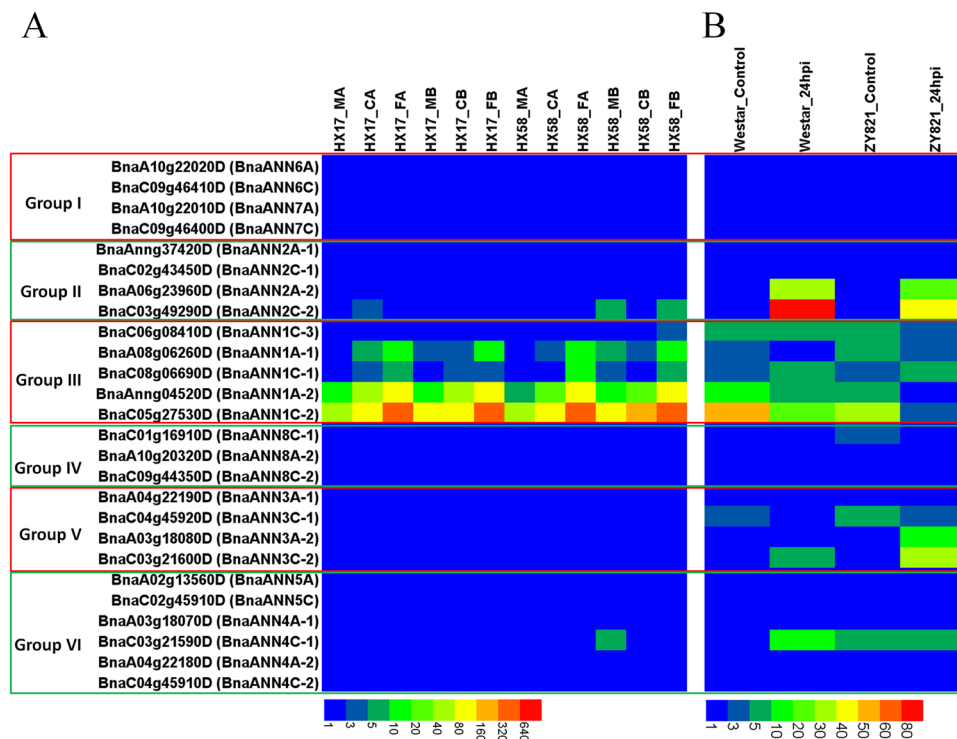 A
B
HX17_MA
HX17_CA
HX17_FA
HX17_MB
HX17_CB
HX17_FB
HX58_MA
HX58_CA
HX58_FA
HX58_MB
HX58_CB
HX58_FB
Westar_Control
Westar_24hpi
ZY821_Control
ZY821_24hpi
Group I
BnaA10g22020D (BnaANN6A)
BnaC09g46410D (BnaANN6C)
BnaA10g22010D (BnaANN7A)
BnaC09g46400D (BnaANN7C)
Group II
BnaAnng37420D (BnaANN2A-1)
BnaC02g43450D (BnaANN2C-1)
BnaA06g23960D (BnaANN2A-2)
BnaC03g49290D (BnaANN2C-2)
Group III
BnaC06g08410D (BnaANN1C-3)
BnaA08g06260D (BnaANN1A-1)
BnaC08g06690D (BnaANN1C-1)
BnaAnng04520D (BnaANN1A-2)
BnaC05g27530D (BnaANN1C-2)
Group IV
BnaC01g16910D (BnaANN8C-1)
BnaA10g20320D (BnaANN8A-2)
BnaC09g44350D (BnaANN8C-2)
Group V
BnaA04g22190D (BnaANN3A-1)
BnaC04g45920D (BnaANN3C-1)
BnaA03g18080D (BnaANN3A-2)
BnaC03g21600D (BnaANN3C-2)
Group VI
BnaA02g13560D (BnaANN5A)
BnaC02g45910D (BnaANN5C)
BnaA03g18070D (BnaANN4A-1)
BnaC03g21590D (BnaANN4C-1)
BnaA04g22180D (BnaANN4A-2)
BnaC04g45910D (BnaANN4C-2)
1 3 5 10 20 40 80 160 320 640
1 3 5 10 20 30 40 50 60 80